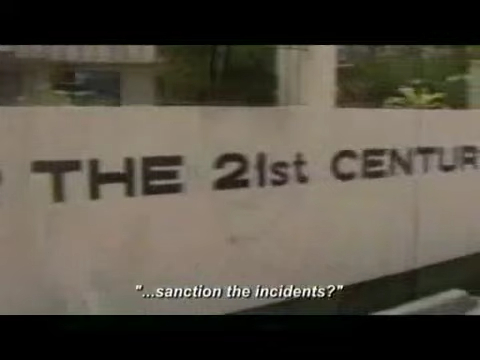 THE 21st CENTUR
"...sanction the incidents?"